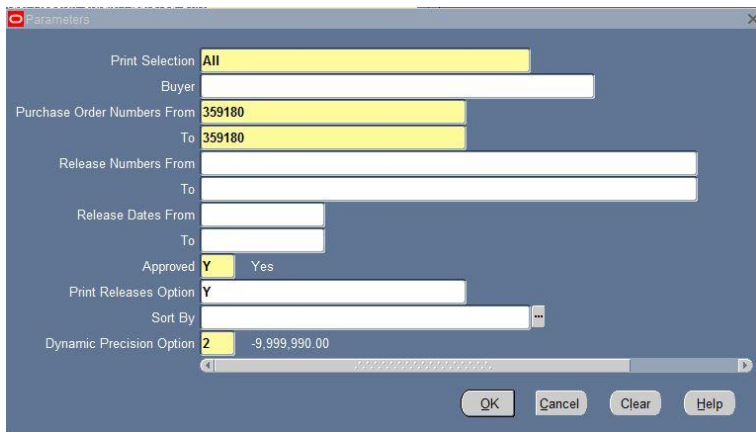 Parameters
Print Selection All
Buyer
Purchase Order Numbers From 359180
To 359180
Release Numbers From
To
Release Dates From
To
Approved Y Yes
Print Releases Option Y
Sort By
Dynamic Precision Option 2 -9,999,990.00
OK Cancel Clear Help